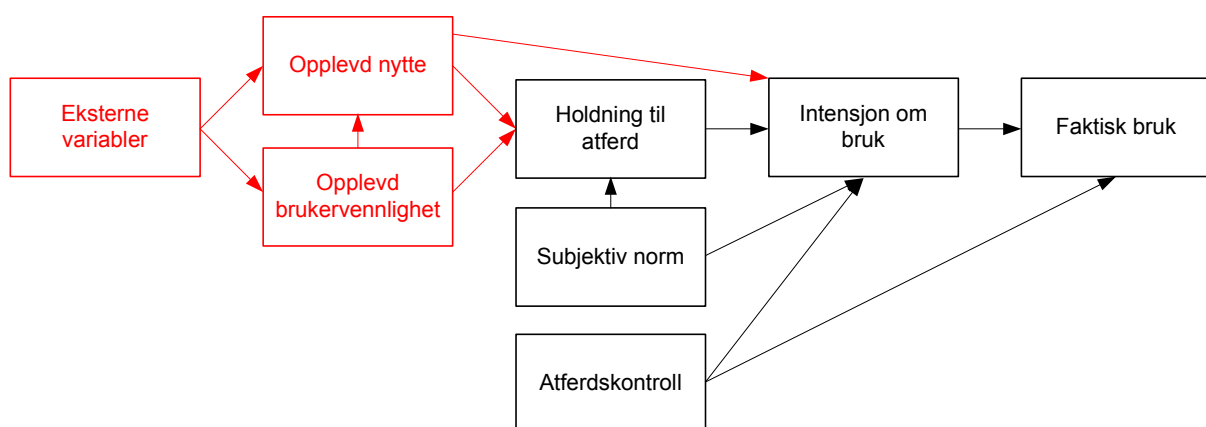 Eksterne
variabler
Opplevd nytte
Opplevd
brukervennlighet
Holdning til
atferd
Subjektiv norm
Atferdskontroll
Intensjon om
bruk
Faktisk bruk